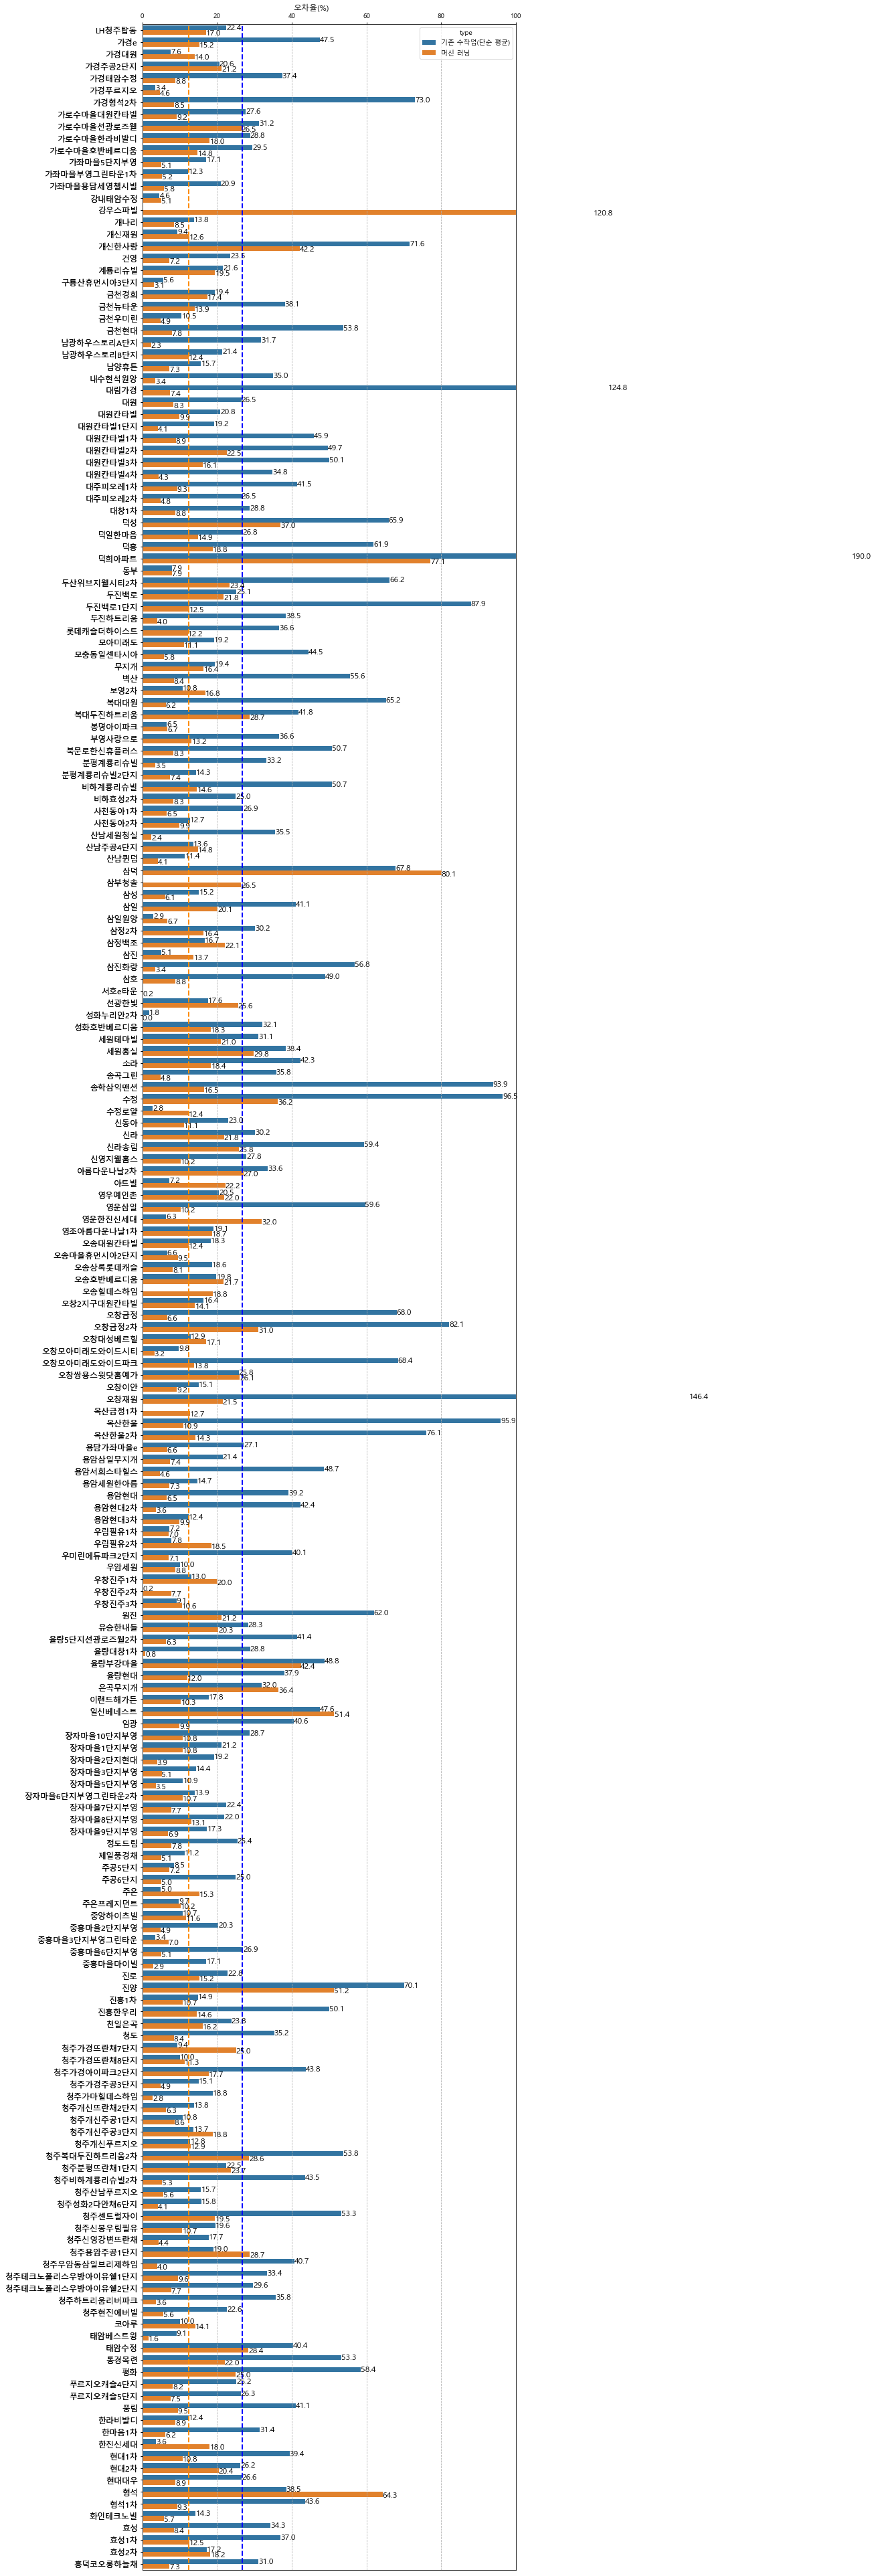 오차율(%)
0 20 40 60 80 100
type
기존 수작업(단순 평균)
머신 러닝
LH청주탑동 22.4 17.0
가경e 47.5 15.2
가경대원 7.6 14.0
가경주공2단지 20.6 21.2
가경태암수정 37.4 8.8
가경푸르지오 3.4 4.6
가경형석2차 73.0 8.5
가로수마을대원칸타빌 27.6 9.2
가로수마을선광로즈웰 31.2 26.5
가로수마을한라비발디 28.8 18.0
가로수마을호반베르디움 29.5 14.8
가좌마을5단지부영 17.1 5.1
가좌마을부영그린타운1차 12.3 5.2
가좌마을용담세영첼시빌 20.9 5.8
강내태암수정 4.6 5.1
강우스파빌 120.8
개나리 13.8 8.5
개신재원 9.4 12.6
개신한사랑 71.6 42.2
건영 23.5 7.2
계룡리슈빌 21.6 19.5
구룡산휴먼시아3단지 5.6 3.1
금천경희 19.4 17.4
금천뉴타운 38.1 13.9
금천우미린 10.5 4.9
금천현대 53.8 7.8
남광하우스토리A단지 31.7 2.3
남광하우스토리B단지 21.4 12.4
남양휴튼 15.7 7.3
내수현석원앙 35.0 3.4
대림가경 124.8 7.4
대원 26.5 8.3
대원칸타빌 20.8 9.9
대원칸타빌1단지 19.2 4.1
대원칸타빌1차 45.9 8.9
대원칸타빌2차 49.7 22.5
대원칸타빌3차 50.1 16.1
대원칸타빌4차 34.8 4.3
대주피오레1차 41.5 9.3
대주피오레2차 26.5 4.8
대창1차 28.8 8.8
덕성 65.9 37.0
덕일한마음 26.8 14.9
덕흥 61.9 18.8
덕희아파트 190.0 77.1
동부 7.9 7.9
두산위브지웰시티2차 66.2 23.4
두진백로 25.1 21.8
두진백로1단지 87.9 12.5
두진하트리움 38.5 4.0
롯데캐슬더하이스트 36.6 12.2
모아미래도 19.2 11.1
모충동일센타시아 44.5 5.8
무지개 19.4 16.4
벽산 55.6 8.4
보영2차 10.8 16.8
복대대원 65.2 6.2
복대두진하트리움 41.8 28.7
봉명아이파크 6.5 6.7
부영사랑으로 36.6 13.2
북문로한신휴플러스 50.7 8.3
분평계룡리슈빌 33.2 3.5
분평계룡리슈빌2단지 14.3 7.4
비하계룡리슈빌 50.7 14.6
비하효성2차 25.0 8.3
사천동아1차 26.9 6.5
사천동아2차 12.7 9.9
산남세원청실 35.5 2.4
산남주공4단지 13.6 14.8
산남퀸덤 11.4 4.1
삼덕 67.8 80.1
삼부청솔 26.5
삼성 15.2 6.1
삼일 41.1 20.1
삼일원앙 2.9 6.7
삼정2차 30.2 16.4
삼정백조 16.7 22.1
삼진 5.1 13.7
삼진화랑 56.8 3.4
삼호 49.0 8.8
서호e타운 0.2
선광한빛 17.6 25.6
성화누리안2차 1.8 0.0
성화호반베르디움 32.1 18.3
세원테마빌 31.1 21.0
세원홍실 38.4 29.8
소라 42.3 18.4
송곡그린 35.8 4.8
송학삼익맨션 93.9 16.5
수정 96.5 36.2
수정로얄 2.8 12.4
신동아 23.0 11.1
신라 30.2 21.8
신라송림 59.4 25.8
신영지웰홈스 27.8 10.2
아름다운나날2차 33.6 27.0
아트빌 7.2 22.2
영우예인촌 20.5 22.0
영운삼일 59.6 10.2
영운한진신세대 6.3 32.0
영조아름다운나날1차 19.1 18.7
오송대원칸타빌 18.3 12.4
오송마을휴먼시아2단지 6.6 9.5
오송상록롯데캐슬 18.6 8.1
오송호반베르디움 19.8 21.7
오송힐데스하임 18.8
오창2지구대원칸타빌 16.4 14.1
오창금정 68.0 6.6
오창금정2차 82.1 31.0
오창대성베르힐 12.9 17.1
오창모아미래도와이드시티 9.8 3.2
오창모아미래도와이드파크 68.4 13.8
오창쌍용스윗닷홈예가 25.8 26.1
오창이안 15.1 9.2
오창재원 146.4 21.5
옥산금정1차 12.7
옥산한울 95.9 10.9
옥산한울2차 76.1 14.3
용담가좌마을e 27.1 6.6
용암삼일무지개 21.4 7.4
용암서희스타힐스 48.7 4.6
용암세원한아름 14.7 7.3
용암현대 39.2 6.5
용암현대2차 42.4 3.6
용암현대3차 12.4 9.9
우림필유1차 7.2 7.0
우림필유2차 7.8 18.5
우미린에듀파크2단지 40.1 7.1
우암세원 10.0 8.8
우창진주1차 13.0 20.0
우창진주2차 0.2 7.7
우창진주3차 9.1 10.6
원진 62.0 21.2
유승한내들 28.3 20.3
율량5단지선광로즈웰2차 41.4 6.3
율량대창1차 28.8 0.8
율량부강마을 48.8 42.4
율량현대 37.9 12.0
은곡무지개 32.0 36.4
이랜드해가든 17.8 10.3
일신베네스트 47.6 51.4
임광 40.6 9.9
장자마을10단지부영 28.7 10.8
장자마을1단지부영 21.2 10.8
장자마을2단지현대 19.2 3.9
장자마을3단지부영 14.4 5.1
장자마을5단지부영 10.9 3.5
장자마을6단지부영그린타운2차 13.9 10.7
장자마을7단지부영 22.4 7.7
장자마을8단지부영 22.0 13.1
장자마을9단지부영 17.3 6.9
정도드림 25.4 7.8
제일풍경채 11.2 5.1
주공5단지 8.5 7.2
주공6단지 25.0 5.0
주은 5.0 15.3
주은프레지던트 9.7 10.2
중앙하이츠빌 10.7 11.6
중흥마을2단지부영 20.3 4.9
중흥마을3단지부영그린타운 3.4 7.0
중흥마을6단지부영 26.9 5.1
중흥마을마이빌 17.1 2.9
진로 22.8 15.2
진양 70.1 51.2
진흥1차 14.9 10.7
진흥한우리 50.1 14.6
천일은곡 23.8 16.2
청도 35.2 8.4
청주가경뜨란채7단지 9.4 25.0
청주가경뜨란채8단지 10.0 11.3
청주가경아이파크2단지 43.8 17.7
청주가경주공3단지 15.1 4.9
청주가마힐데스하임 18.8 2.8
청주개신뜨란채2단지 13.8 6.3
청주개신주공1단지 10.8 8.6
청주개신주공3단지 13.7 18.8
청주개신푸르지오 12.8 12.9
청주복대두진하트리움2차 53.8 28.6
청주분평뜨란채1단지 22.5 23.7
청주비하계룡리슈빌2차 43.5 5.3
청주산남푸르지오 15.7 5.6
청주성화2다안채6단지 15.8 4.1
청주센트럴자이 53.3 19.5
청주신봉우림필유 19.6 10.7
청주신영강변뜨란채 17.7 4.4
청주용암주공1단지 19.0 28.7
청주우암동삼일브리제하임 40.7 4.0
청주테크노폴리스우방아이유쉘1단지 33.4 9.6
청주테크노폴리스우방아이유쉘2단지 29.6 7.7
청주하트리움리버파크 35.8 3.6
청주현진에버빌 22.6 5.6
코아루 10.0 14.1
태암베스트윙 9.1 1.6
태암수정 40.4 28.4
통경목련 53.3 22.0
평화 58.4 25.0
푸르지오캐슬4단지 25.2 8.2
푸르지오캐슬5단지 26.3 7.5
풍림 41.1 9.5
한라비발디 12.4 8.9
한마음1차 31.4 6.2
한진신세대 3.6 18.0
현대1차 39.4 10.8
현대2차 26.2 20.4
현대대우 26.6 8.9
형석 38.5 64.3
형석1차 43.6 9.3
화인테크노빌 14.3 5.7
효성 34.3 8.4
효성1차 37.0 12.5
효성2차 17.2 18.2
흥덕코오롱하늘채 31.0 7.3